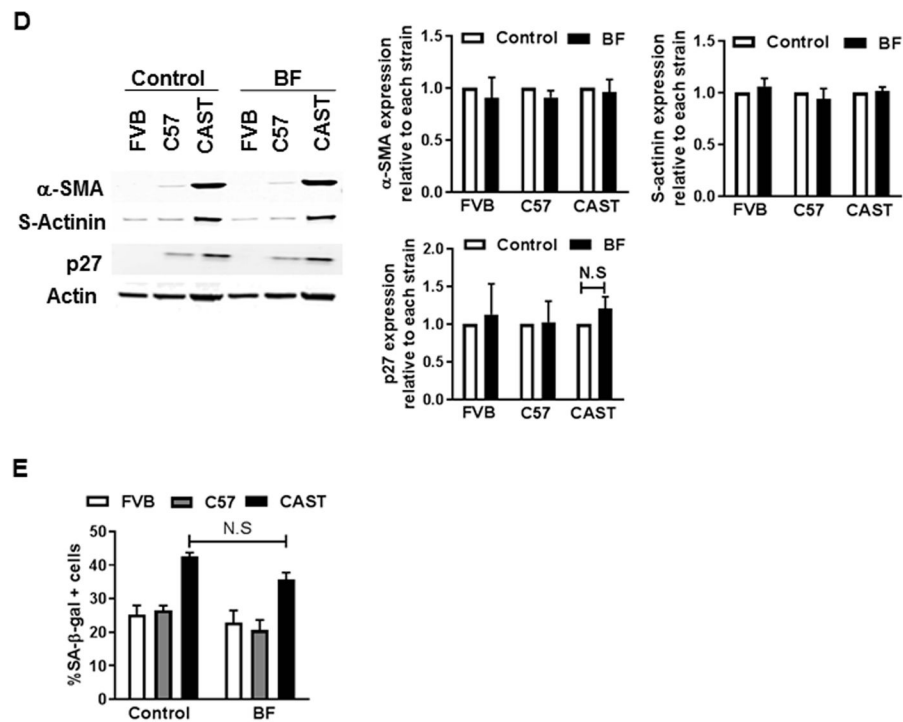 D
Control BF
FVB C57 CAST FVB C57 CAST
α-SMA
S-Actinin
p27
Actin
Control BF
α-SMA expression
relative to each strain
1.5
1.0
0.5
0.0
FVB C57 CAST
Control BF
S-actinin expression
relative to each strain
1.5
1.0
0.5
0.0
FVB C57 CAST
Control BF
N.S
p27 expression
relative to each strain
2.0
1.5
1.0
0.5
0.0
FVB C57 CAST
E
FVB C57 CAST
N.S
%SA-β-gal + cells
50
40
30
20
10
0
Control BF